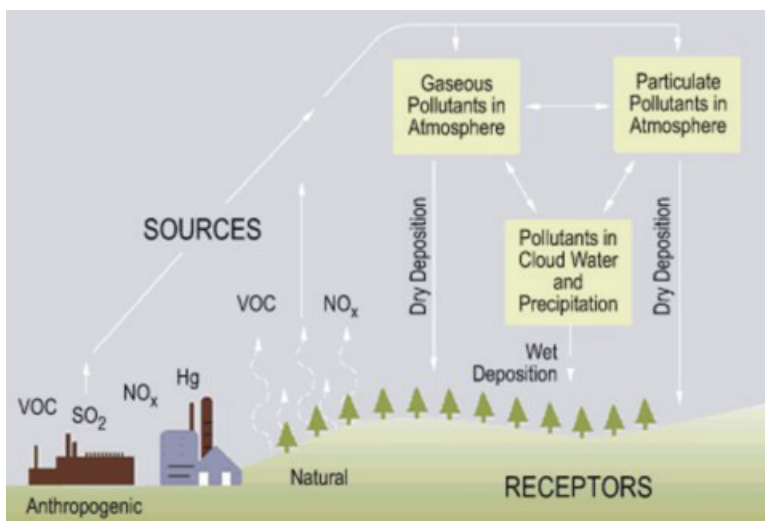 Gaseous
Pollutants in
Atmosphere
Particulate
Pollutants in
Atmosphere
SOURCES
Dry Deposition
Pollutants in
Cloud Water
and
Precipitation
Dry Deposition
VOC
NOx
Wet
Deposition
VOC
SO2
NOx
Hg
Natural
RECEPTORS
Anthropogenic